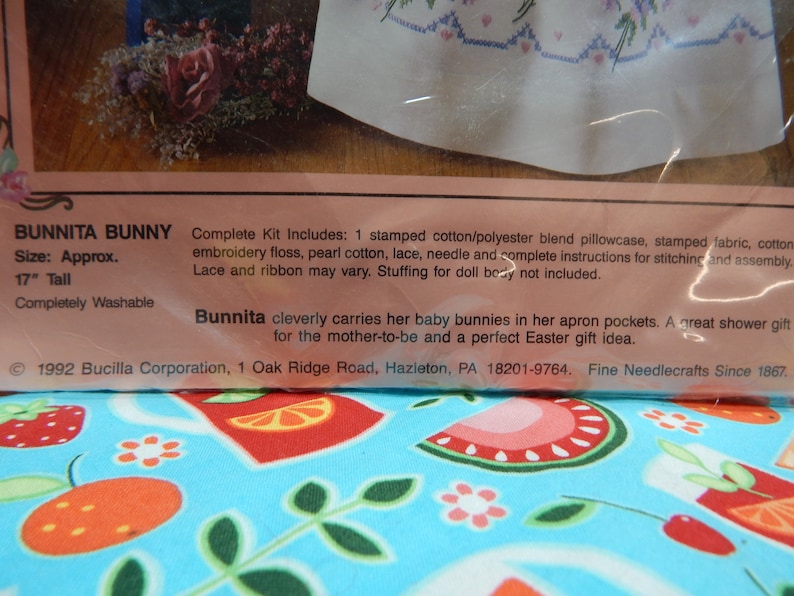 BUNNITA BUNNY
Size: Approx.
17" Tall
Completely Washable
Complete Kit Includes: 1 stamped cotton/polyester blend pillowcase, stamped fabric, cotton
embroidery floss, pearl cotton, lace, needle and complete instructions for stitching and assembly.
Lace and ribbon may vary. Stuffing for doll body not included.
Bunnita cleverly carries her baby bunnies in her apron pockets. A great shower gift
for the mother-to-be and a perfect Easter gift idea.
© 1992 Bucilla Corporation, 1 Oak Ridge Road, Hazleton, PA 18201-9764. Fine Needlecrafts Since 1867.